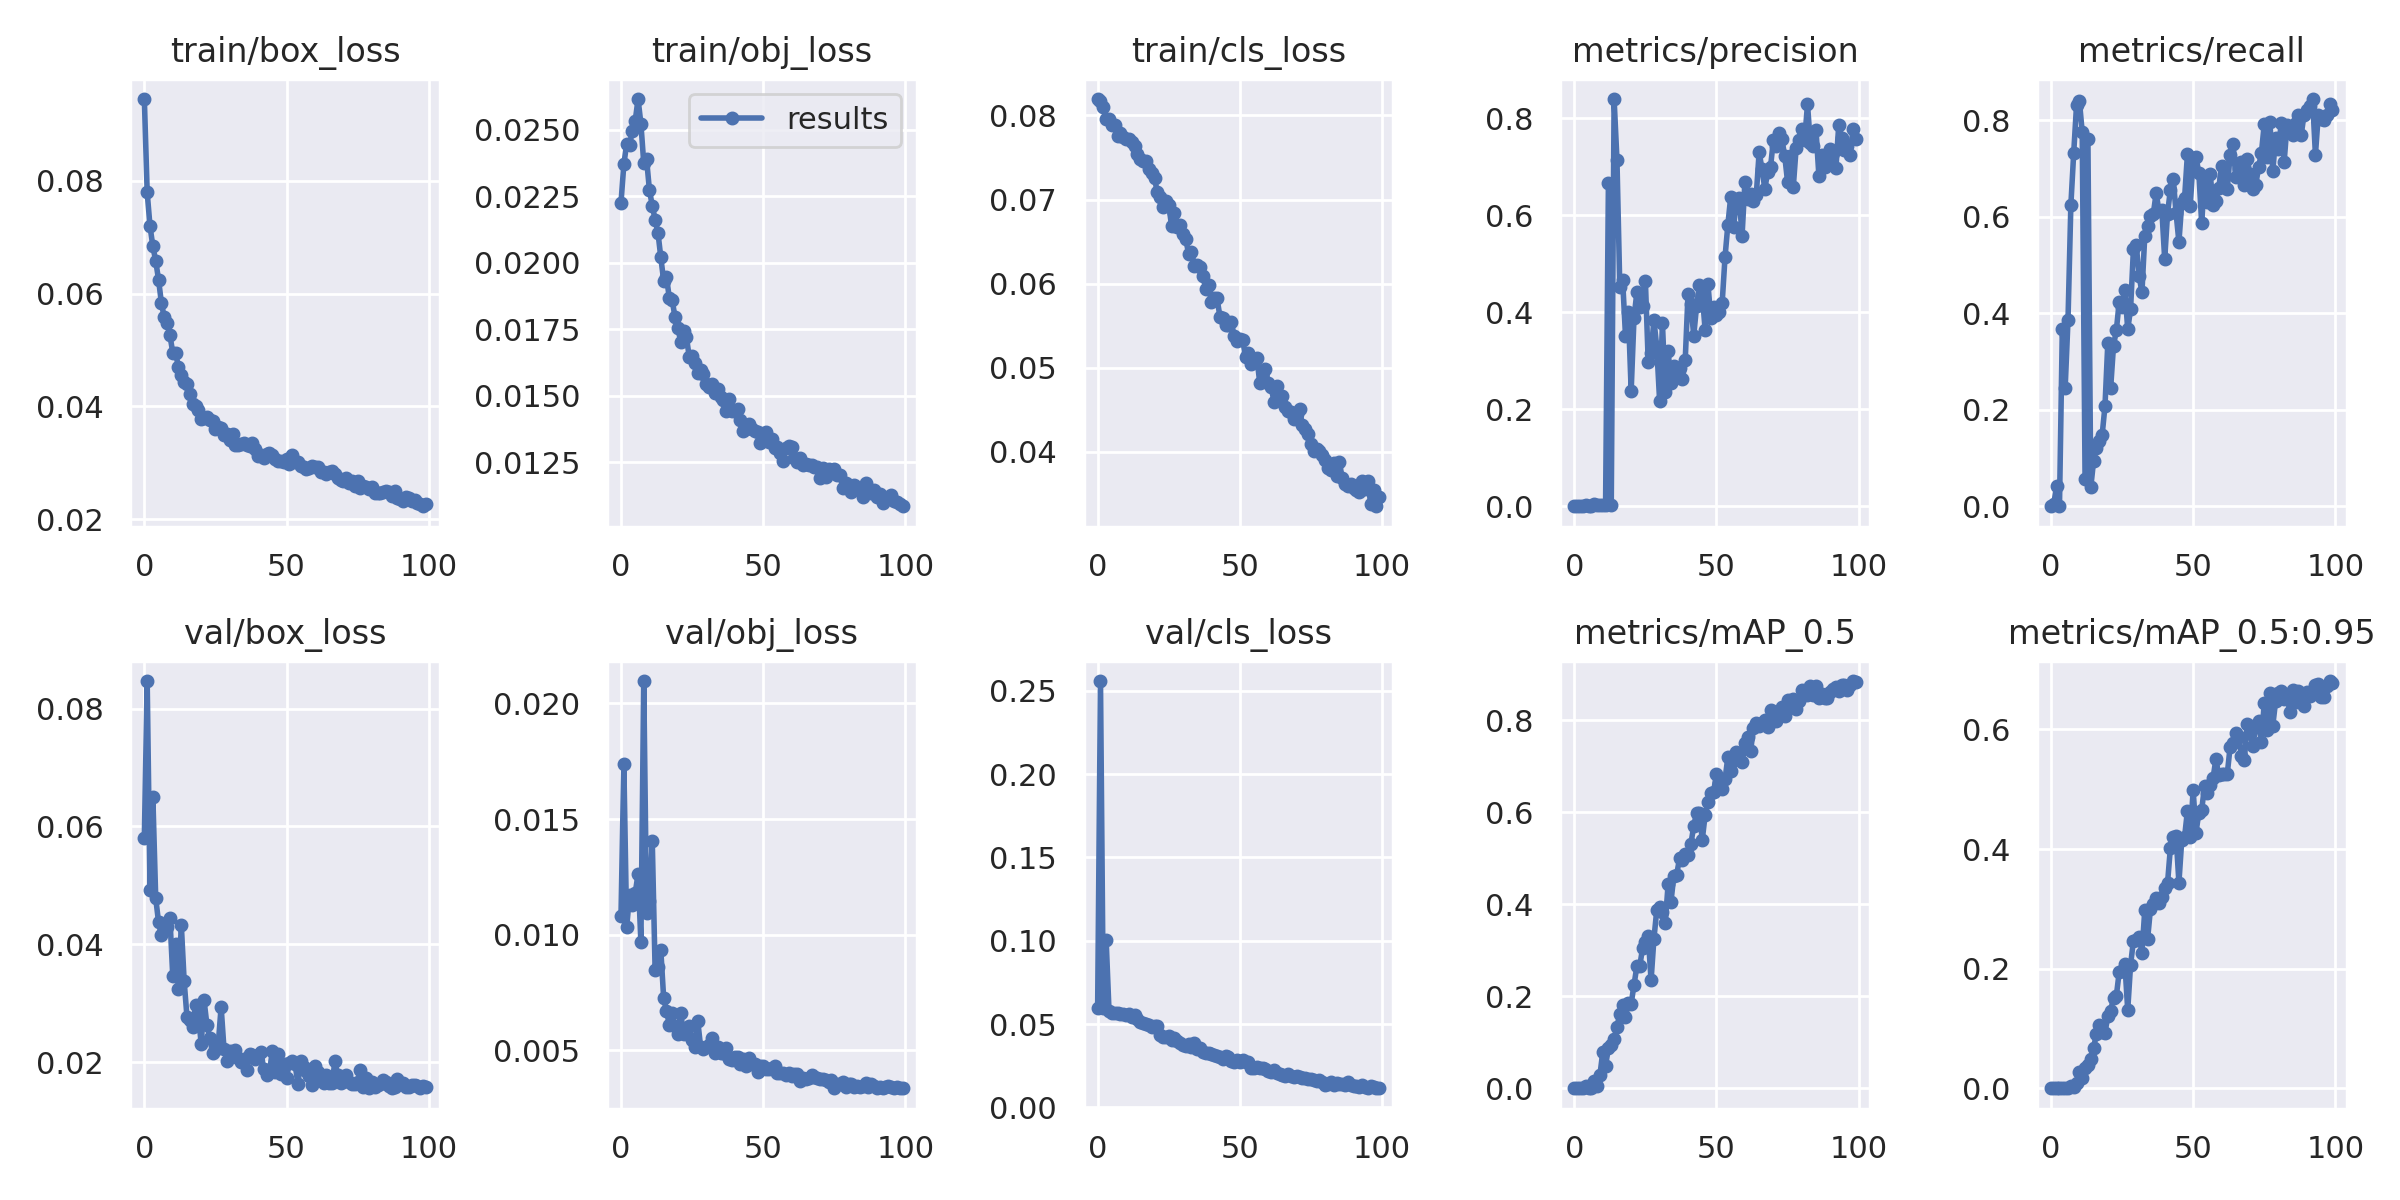 train/box_loss
0.08
0.06
0.04
0.02
0 50 100
train/obj_loss
results
0.0250
0.0225
0.0200
0.0175
0.0150
0.0125
0 50 100
train/cls_loss
0.08
0.07
0.06
0.05
0.04
0 50 100
metrics/precision
0.8
0.6
0.4
0.2
0.0
0 50 100
metrics/recall
0.8
0.6
0.4
0.2
0.0
0 50 100
val/box_loss
0.08
0.06
0.04
0.02
0 50 100
val/obj_loss
0.020
0.015
0.010
0.005
0 50 100
val/cls_loss
0.25
0.20
0.15
0.10
0.05
0.00
0 50 100
metrics/mAP_0.5
0.8
0.6
0.4
0.2
0.0
0 50 100
metrics/mAP_0.5:0.95
0.6
0.4
0.2
0.0
0 50 100